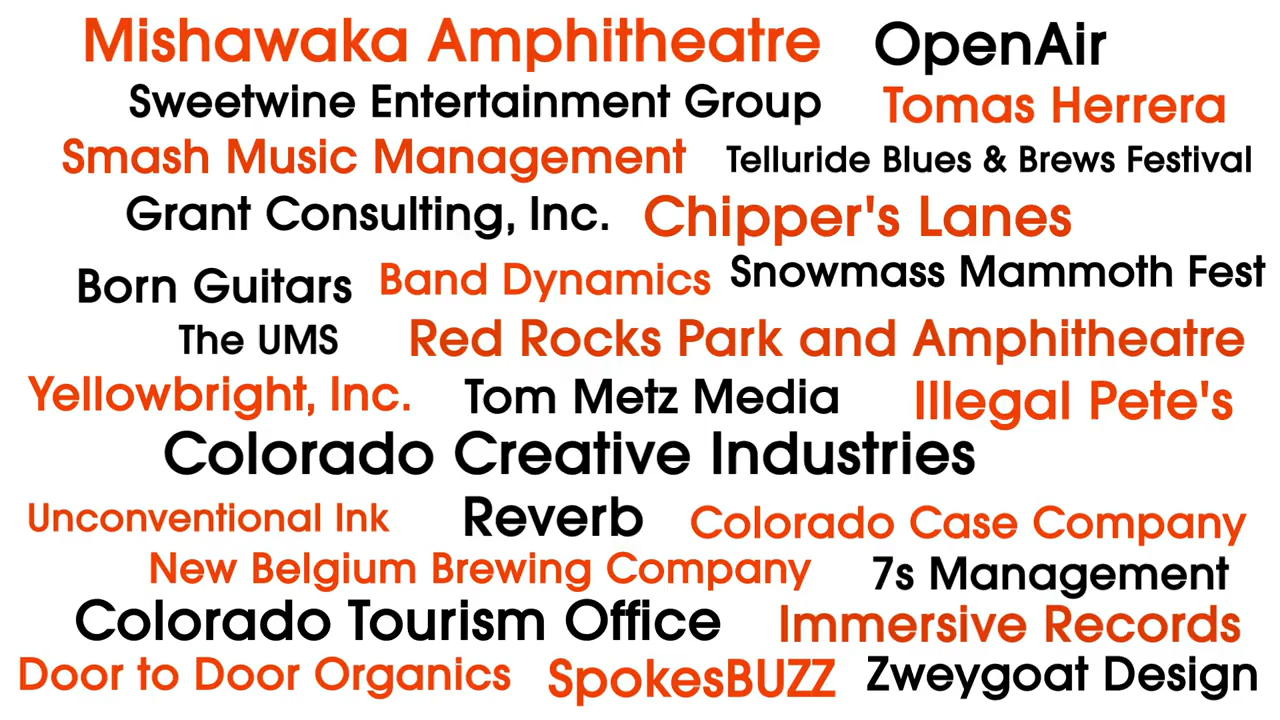 Mishawaka Amphitheatre OpenAir
Sweetwine Entertainment Group Tomas Herrera
Smash Music Management Telluride Blues & Brews Festival
Grant Consulting, Inc. Chipper's Lanes
Born Guitars Band Dynamics Snowmass Mammoth Fest
The UMS Red Rocks Park and Amphitheatre
Yellowbright, Inc. Tom Metz Media Illegal Pete's
Colorado Creative Industries
Unconventional Ink Reverb Colorado Case Company
New Belgium Brewing Company 7s Management
Colorado Tourism Office Immersive Records
Door to Door Organics SpokesBUZZ Zweygoat Design